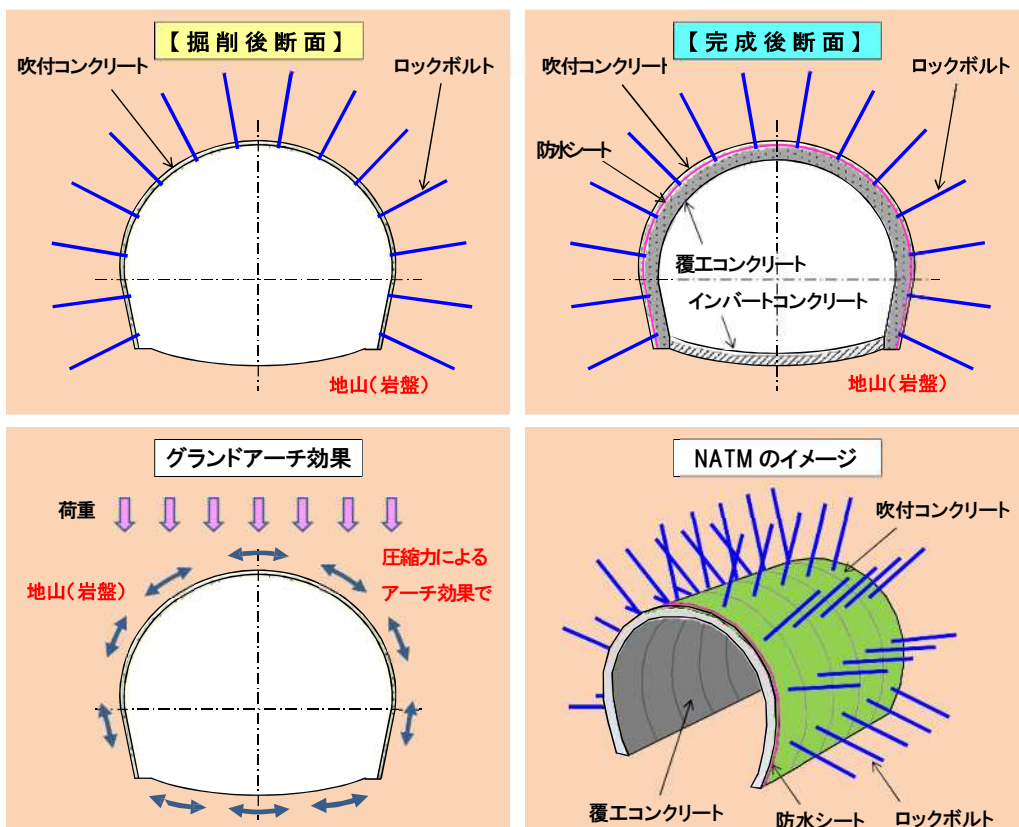 【掘削後断面】
吹付コンクリート
ロックボルト
地山(岩盤)
【完成後断面】
吹付コンクリート
ロックボルト
防水シート
覆工コンクリート
インバートコンクリート
地山(岩盤)
グランドアーチ効果
荷重
地山(岩盤)
圧縮力による
アーチ効果で
NATMのイメージ
吹付コンクリート
覆工コンクリート
防水シート
ロックボルト